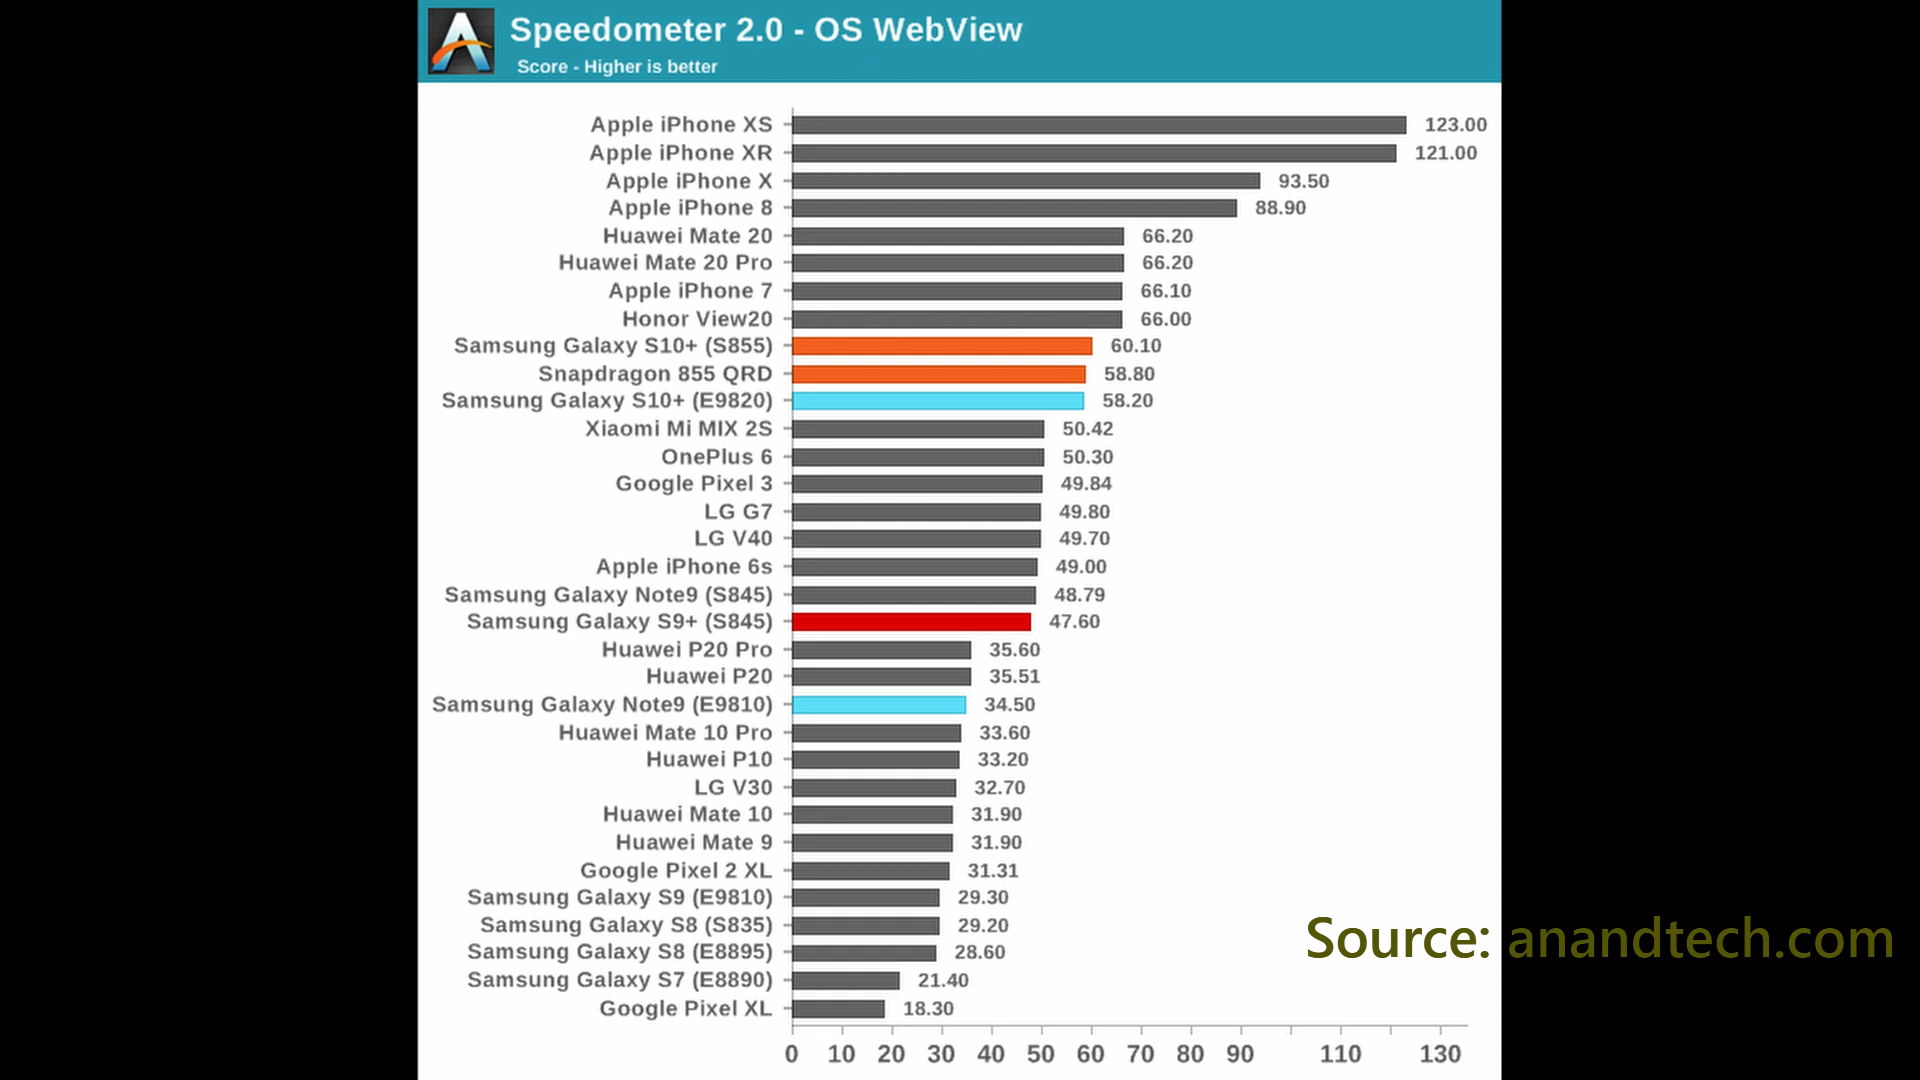 Speedometer 2.0 - OS WebView
Score - Higher is better
Apple iPhone XS 123.00
Apple iPhone XR 121.00
Apple iPhone X 93.50
Apple iPhone 8 88.90
Huawei Mate 20 66.20
Huawei Mate 20 Pro 66.20
Apple iPhone 7 66.10
Honor View20 66.00
Samsung Galaxy S10+ (S855) 60.10
Snapdragon 855 QRD 58.80
Samsung Galaxy S10+ (E9820) 58.20
Xiaomi Mi MIX 2S 50.42
OnePlus 6 50.30
Google Pixel 3 49.84
LG G7 49.80
LG V40 49.70
Apple iPhone 6s 49.00
Samsung Galaxy Note9 (S845) 48.79
Samsung Galaxy S9+ (S845) 47.60
Huawei P20 Pro 35.60
Huawei P20 35.51
Samsung Galaxy Note9 (E9810) 34.50
Huawei Mate 10 Pro 33.60
Huawei P10 33.20
LG V30 32.70
Huawei Mate 10 31.90
Huawei Mate 9 31.90
Google Pixel 2 XL 31.31
Samsung Galaxy S9 (E9810) 29.30
Samsung Galaxy S8 (S835) 29.20
Samsung Galaxy S8 (E8895) 28.60
Samsung Galaxy S7 (E8890) 21.40
Google Pixel XL 18.30
0 10 20 30 40 50 60 70 80 90 110 130
Source: anandtech.com